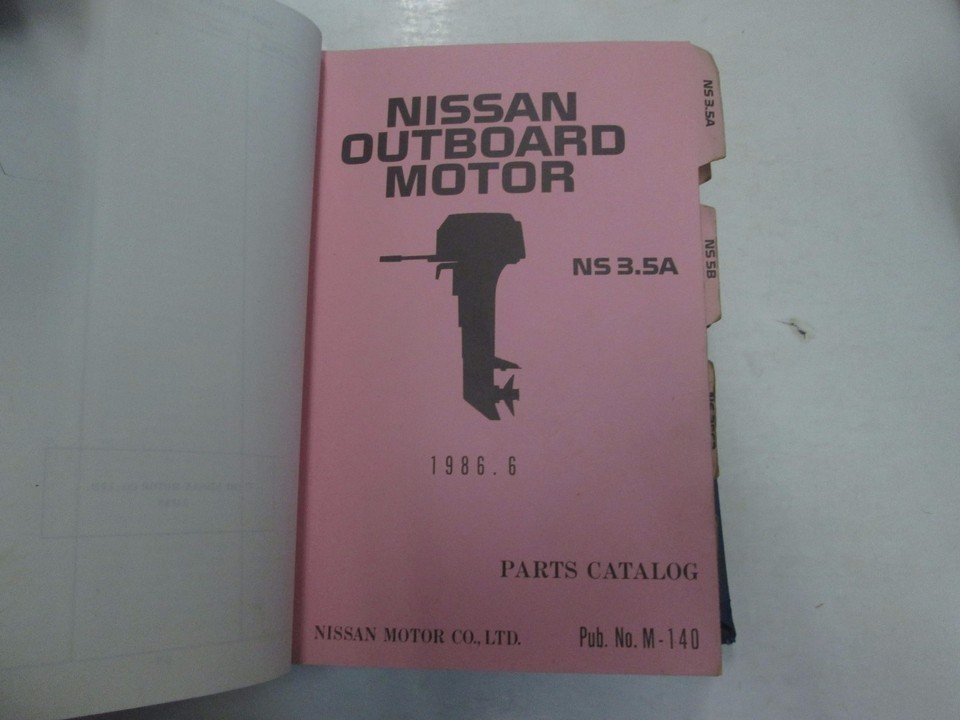 NISSAN
OUTBOARD
MOTOR
NS 3.5A
1986.6
PARTS CATALOG
NISSAN MOTOR CO., LTD.
Pub. No. M-140
NS 3.5A
NS 5B